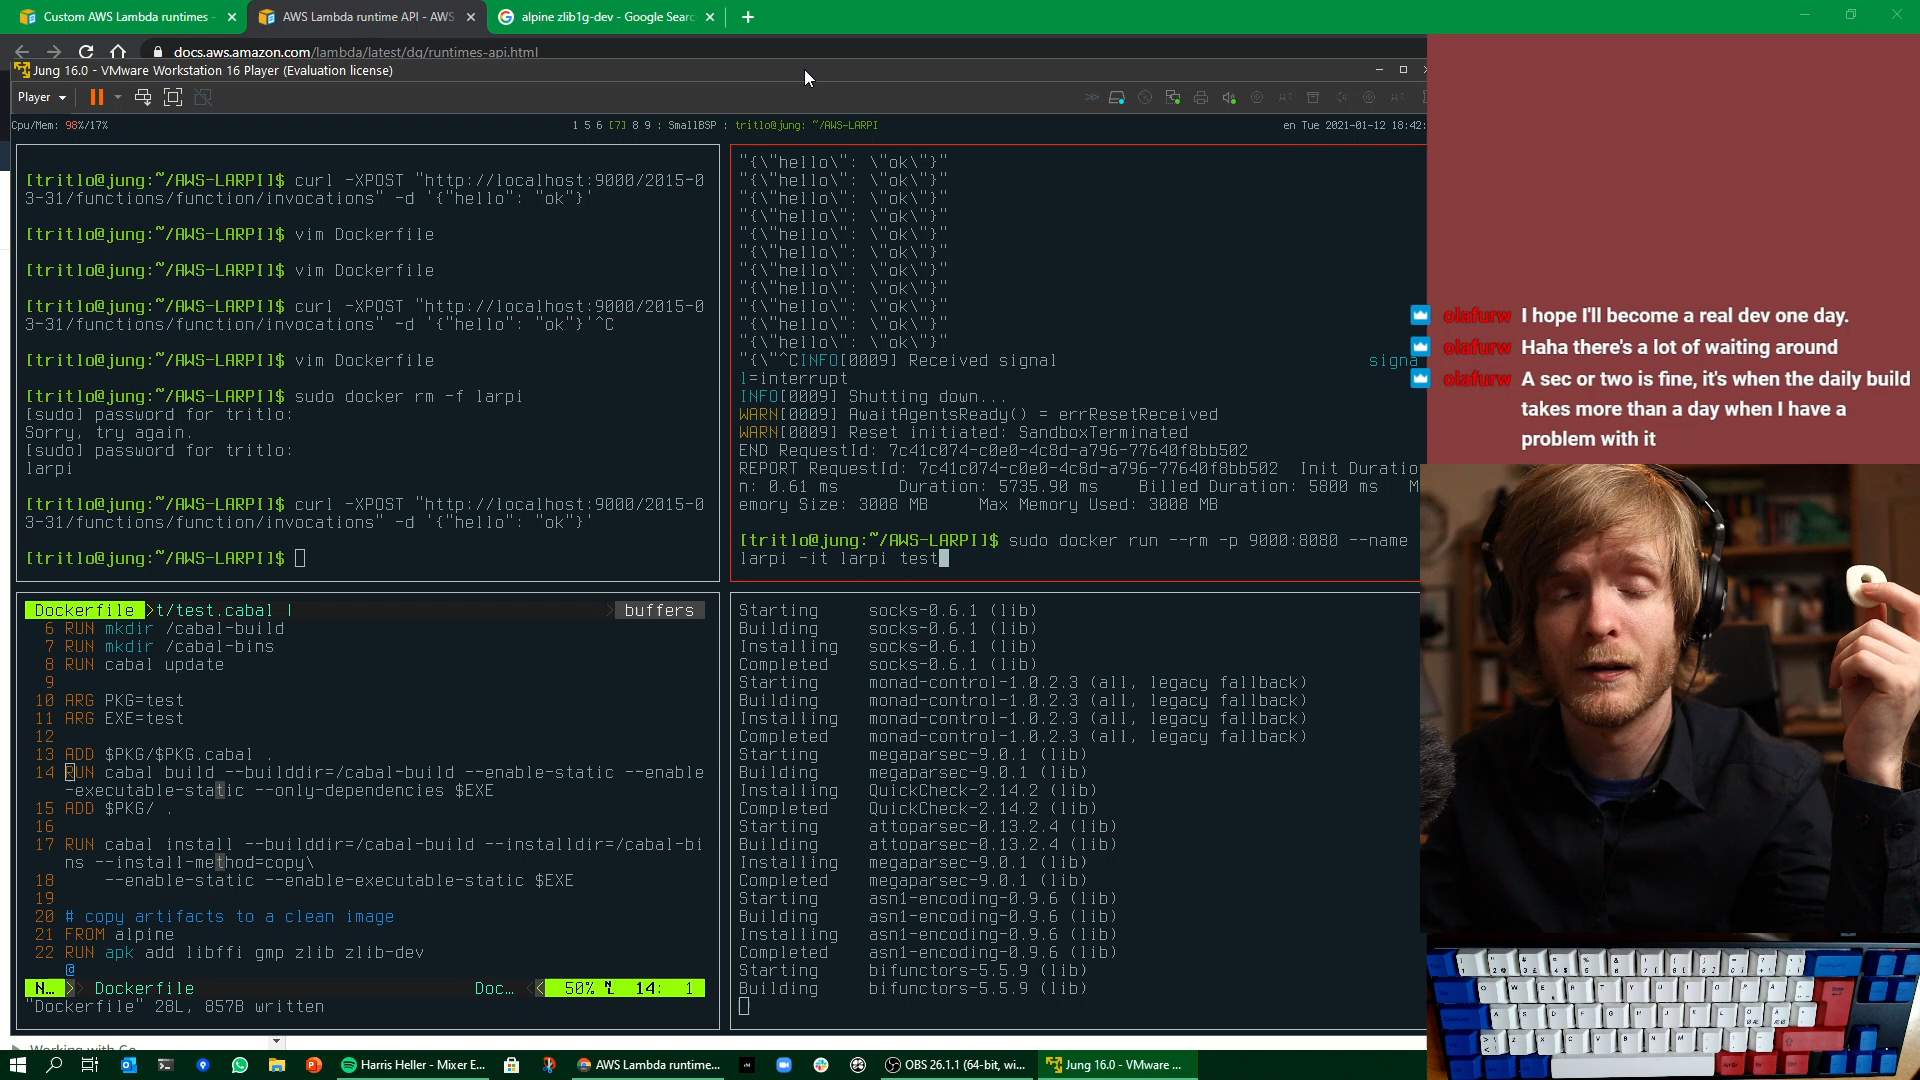 Custom AWS Lambda runtimes -
AWS Lambda runtime API - AWS
alpine zlib1g-dev - Google Searc
docs.aws.amazon.com/lambda/latest/dg/runtimes-api.html
Jung 16.0 - VMware Workstation 16 Player (Evaluation license)
Player
Cpu/Mem: 98%/17%
1 5 6 [7] 8 9 : SmallBSP : tritlo@jung: ~/AWS-LARPI
en Tue 2021-01-12 18:42:
[tritlo@jung:~/AWS-LARPI]$ curl -XPOST "http://localhost:9000/2015-0
3-31/functions/function/invocations" -d '{"hello": "ok"}'
[tritlo@jung:~/AWS-LARPI]$ vim Dockerfile
[tritlo@jung:~/AWS-LARPI]$ vim Dockerfile
[tritlo@jung:~/AWS-LARPI]$ curl -XPOST "http://localhost:9000/2015-0
3-31/functions/function/invocations" -d '{"hello": "ok"}'^C
[tritlo@jung:~/AWS-LARPI]$ vim Dockerfile
[tritlo@jung:~/AWS-LARPI]$ sudo docker rm -f larpi
[sudo] password for tritlo:
Sorry, try again.
[sudo] password for tritlo:
larpi
[tritlo@jung:~/AWS-LARPI]$ curl -XPOST "http://localhost:9000/2015-0
3-31/functions/function/invocations" -d '{"hello": "ok"}'
[tritlo@jung:~/AWS-LARPI]$
"{\"hello\": \"ok\"}"
"{\"hello\": \"ok\"}"
"{\"hello\": \"ok\"}"
"{\"hello\": \"ok\"}"
"{\"hello\": \"ok\"}"
"{\"hello\": \"ok\"}"
"{\"hello\": \"ok\"}"
"{\"hello\": \"ok\"}"
"{\"hello\": \"ok\"}"
"{\"hello\": \"ok\"}"
"{\"hello\": \"ok\"}"
"{\"^CINFO[0009] Received signal signa
l=interrupt
INFO[0009] Shutting down...
WARN[0009] AwaitAgentsReady() = errResetReceived
WARN[0009] Reset initiated: SandboxTerminated
END RequestId: 7c41c074-c0e0-4c8d-a796-77640f8bb502
REPORT RequestId: 7c41c074-c0e0-4c8d-a796-77640f8bb502 Init Duratio
n: 0.61 ms Duration: 5735.90 ms Billed Duration: 5800 ms M
emory Size: 3008 MB Max Memory Used: 3008 MB
[tritlo@jung:~/AWS-LARPI]$ sudo docker run --rm -p 9000:8080 --name
larpi -it larpi test
Dockerfile >t/test.cabal | buffers
6 RUN mkdir /cabal-build
7 RUN mkdir /cabal-bins
8 RUN cabal update
9
10 ARG PKG=test
11 ARG EXE=test
12
13 ADD $PKG/$PKG.cabal .
14 RUN cabal build --builddir=/cabal-build --enable-static --enable
-executable-static --only-dependencies $EXE
15 ADD $PKG/ .
16
17 RUN cabal install --builddir=/cabal-build --installdir=/cabal-bi
ns --install-method=copy\
18 --enable-static --enable-executable-static $EXE
19
20 # copy artifacts to a clean image
21 FROM alpine
22 RUN apk add libffi gmp zlib zlib-dev
@
N… > Dockerfile Doc… < 50% 14: 1
"Dockerfile" 28L, 857B written
Starting socks-0.6.1 (lib)
Building socks-0.6.1 (lib)
Installing socks-0.6.1 (lib)
Completed socks-0.6.1 (lib)
Starting monad-control-1.0.2.3 (all, legacy fallback)
Building monad-control-1.0.2.3 (all, legacy fallback)
Installing monad-control-1.0.2.3 (all, legacy fallback)
Completed monad-control-1.0.2.3 (all, legacy fallback)
Starting megaparsec-9.0.1 (lib)
Building megaparsec-9.0.1 (lib)
Installing QuickCheck-2.14.2 (lib)
Completed QuickCheck-2.14.2 (lib)
Starting attoparsec-0.13.2.4 (lib)
Building attoparsec-0.13.2.4 (lib)
Installing megaparsec-9.0.1 (lib)
Completed megaparsec-9.0.1 (lib)
Starting asn1-encoding-0.9.6 (lib)
Building asn1-encoding-0.9.6 (lib)
Installing asn1-encoding-0.9.6 (lib)
Completed asn1-encoding-0.9.6 (lib)
Starting bifunctors-5.5.9 (lib)
Building bifunctors-5.5.9 (lib)
olafurw I hope I'll become a real dev one day.
olafurw Haha there's a lot of waiting around
olafurw A sec or two is fine, it's when the daily build
takes more than a day when I have a
problem with it
Working with Go
Harris Heller - Mixer E...
AWS Lambda runtime...
OBS 26.1.1 (64-bit, wi...
Jung 16.0 - VMware ...